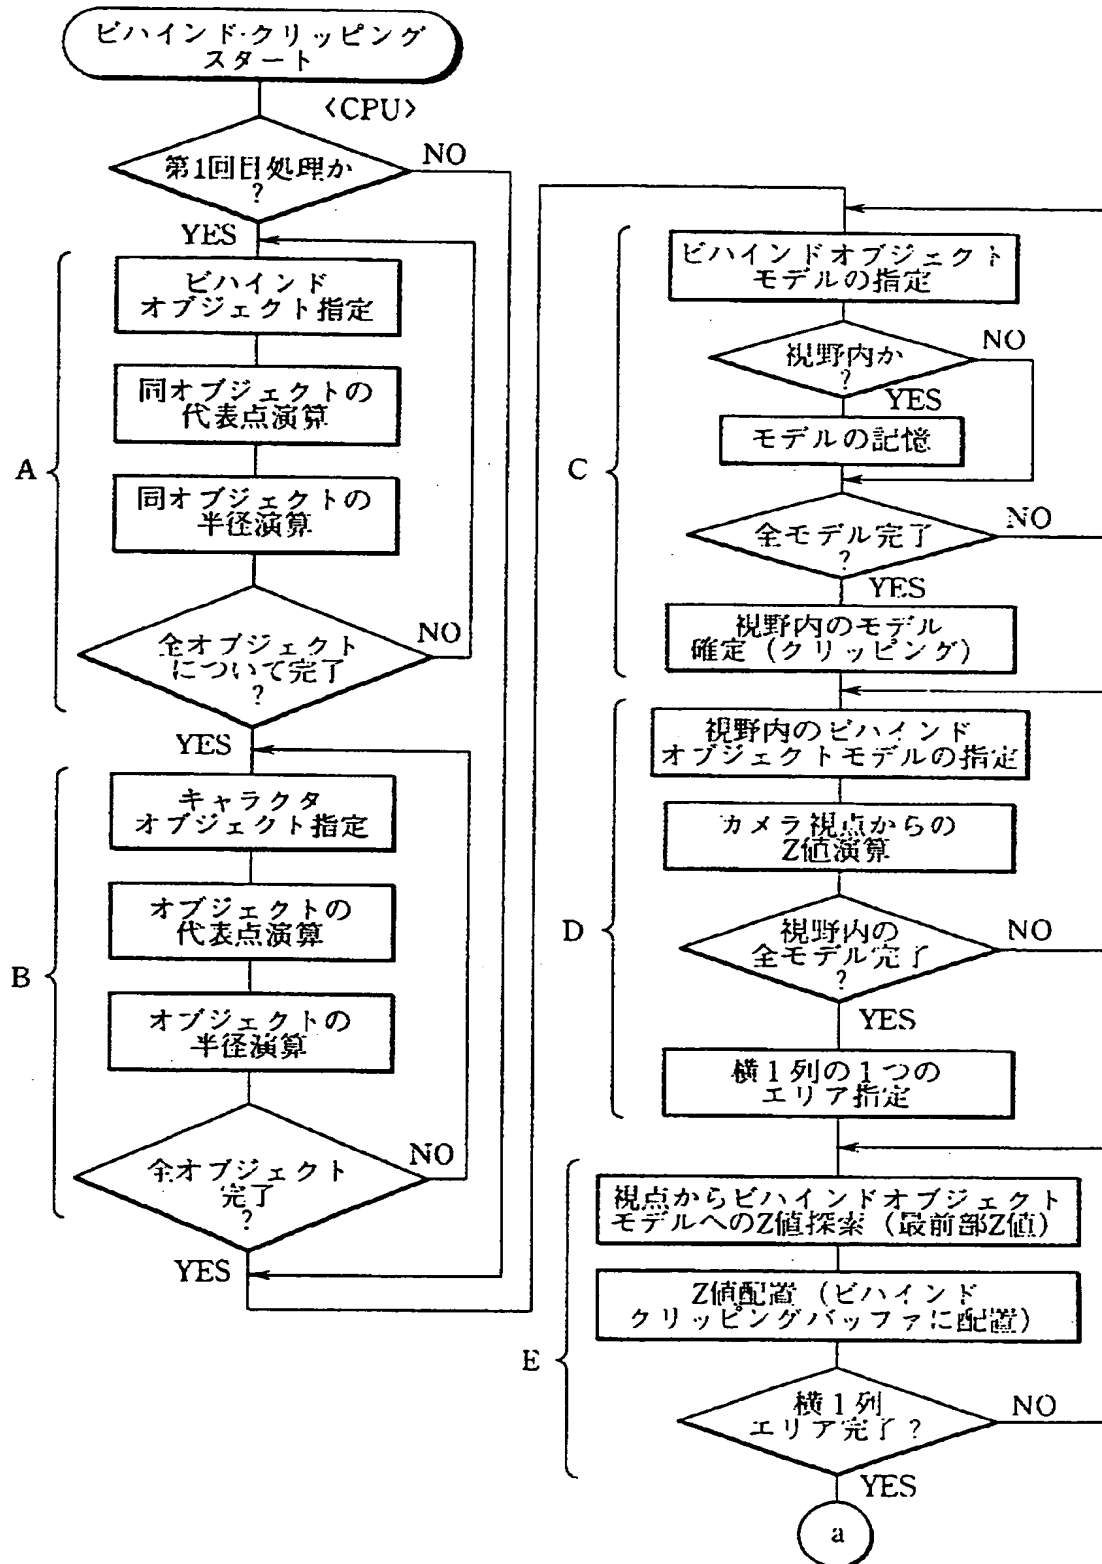 ビハインド・クリッピング
スタート
〈CPU〉
第1回目処理か
?
NO
YES
ビハインド
オブジェクト指定
同オブジェクトの
代表点演算
A
同オブジェクトの
半径演算
全オブジェクト
について完了
?
NO
YES
キャラクタ
オブジェクト指定
オブジェクトの
代表点演算
B
オブジェクトの
半径演算
全オブジェクト
完了
?
NO
YES
ビハインドオブジェクト
モデルの指定
視野内か
?
NO
YES
モデルの記憶
C
全モデル完了
?
NO
YES
視野内のモデル
確定(クリッピング)
視野内のビハインド
オブジェクトモデルの指定
カメラ視点からの
Z値演算
D
視野内の
全モデル完了
?
NO
YES
横1列の1つの
エリア指定
視点からビハインドオブジェクト
モデルへのZ値探索(最前部Z値)
Z値配置(ビハインド
クリッピングバッファに配置)
E
横1列
エリア完了?
NO
YES
a